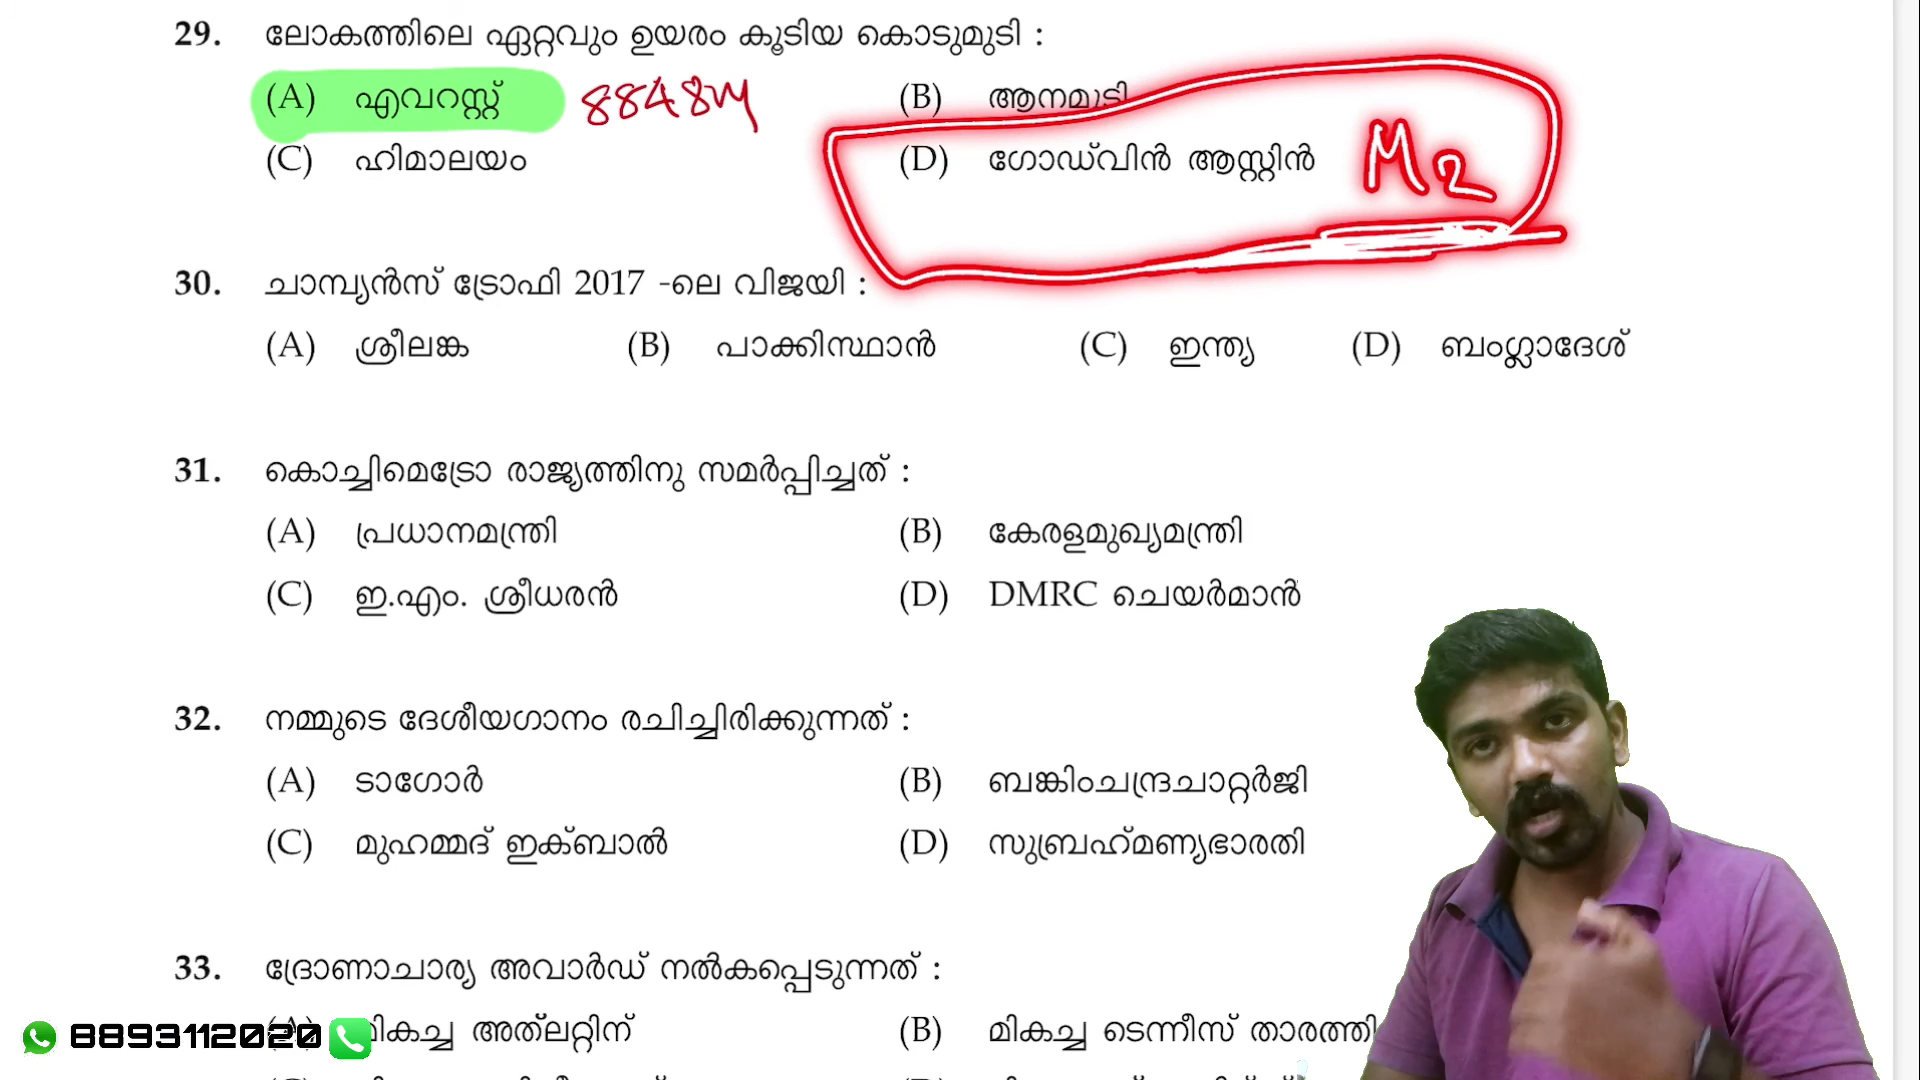 29. ലോകത്തിലെ ഏറ്റവും ഉയരം കൂടിയ കൊടുമുടി :
(A) എവറസ്റ്റ് 8848m (B) ആനമുടി
(C) ഹിമാലയം (D) ഗോഡ്‌വിൻ ആസ്റ്റിൻ M2
30. ചാമ്പ്യൻസ് ട്രോഫി 2017 -ലെ വിജയി :
(A) ശ്രീലങ്ക (B) പാക്കിസ്ഥാൻ (C) ഇന്ത്യ (D) ബംഗ്ലാദേശ്
31. കൊച്ചിമെട്രോ രാജ്യത്തിനു സമർപ്പിച്ചത് :
(A) പ്രധാനമന്ത്രി (B) കേരളമുഖ്യമന്ത്രി
(C) ഇ.എം. ശ്രീധരൻ (D) DMRC ചെയർമാൻ
32. നമ്മുടെ ദേശീയഗാനം രചിച്ചിരിക്കുന്നത് :
(A) ടാഗോർ (B) ബങ്കിംചന്ദ്രചാറ്റർജി
(C) മുഹമ്മദ് ഇക്ബാൽ (D) സുബ്രഹ്‌മണ്യഭാരതി
33. ദ്രോണാചാര്യ അവാർഡ് നൽകപ്പെടുന്നത് :
(A) മികച്ച അത്‌ലറ്റിന് (B) മികച്ച ടെന്നീസ്
8893112020